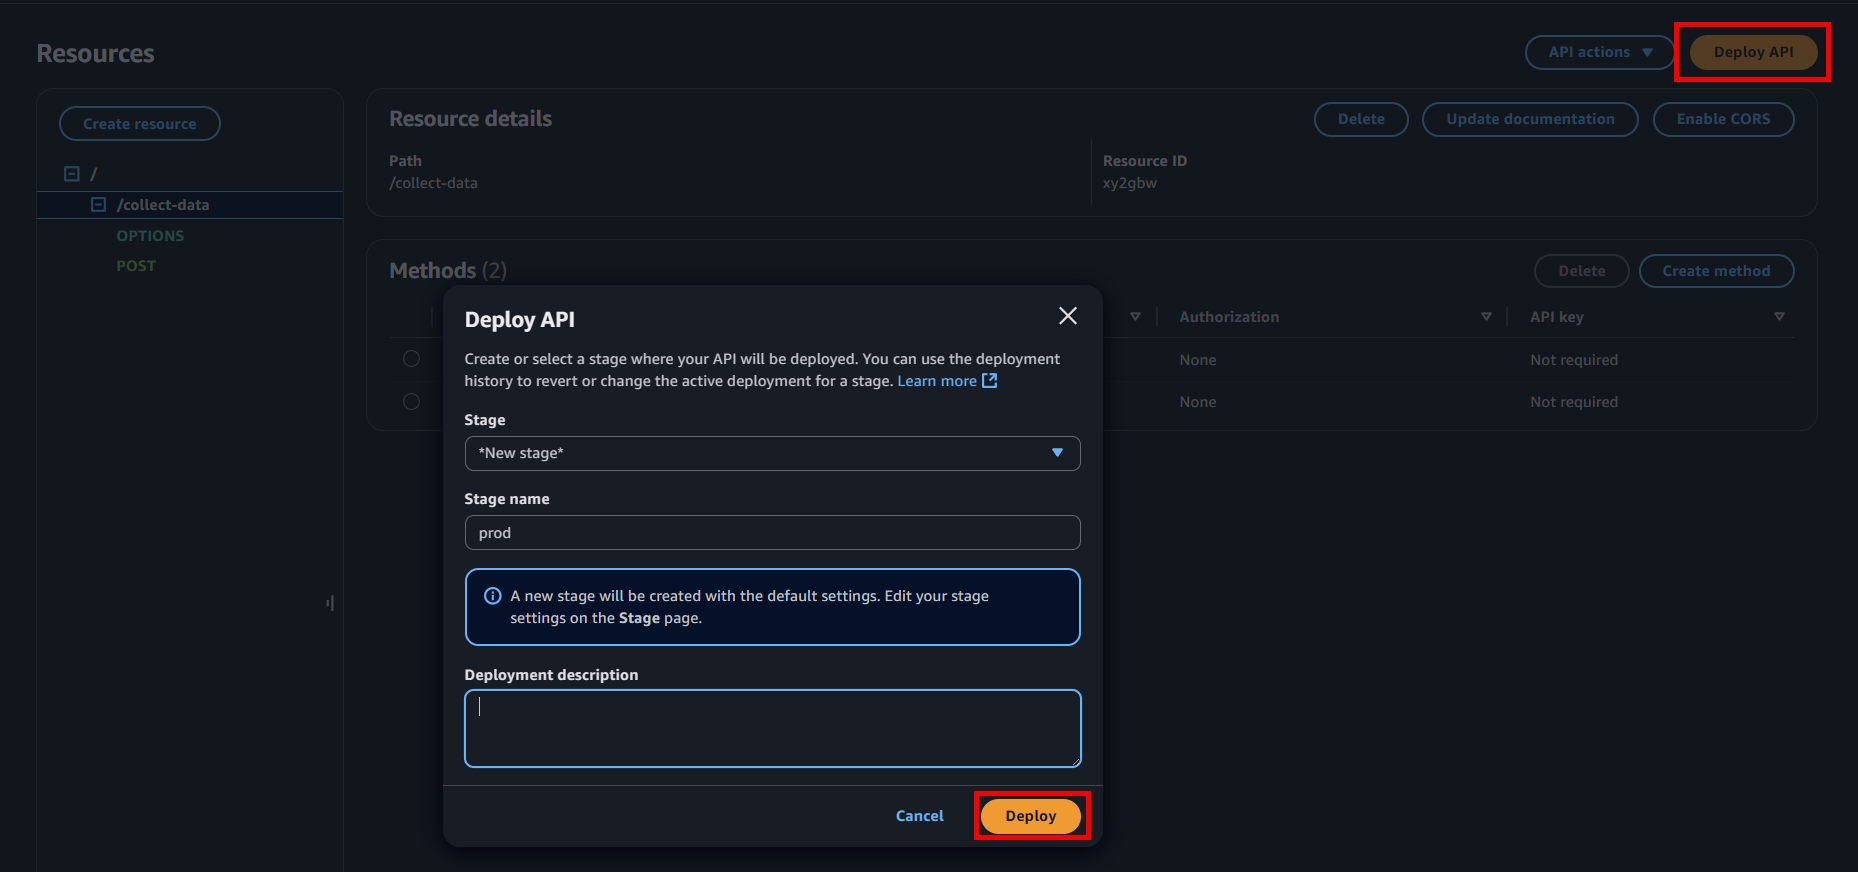 Resources
API actions
Deploy API
Create resource
/
/collect-data
OPTIONS
POST
Resource details
Delete
Update documentation
Enable CORS
Path
/collect-data
Resource ID
xy2gbw
Methods (2)
Delete
Create method
Authorization
API key
None
Not required
None
Not required
Deploy API
Create or select a stage where your API will be deployed. You can use the deployment
history to revert or change the active deployment for a stage. Learn more
Stage
*New stage*
Stage name
prod
A new stage will be created with the default settings. Edit your stage
settings on the Stage page.
Deployment description
Cancel
Deploy